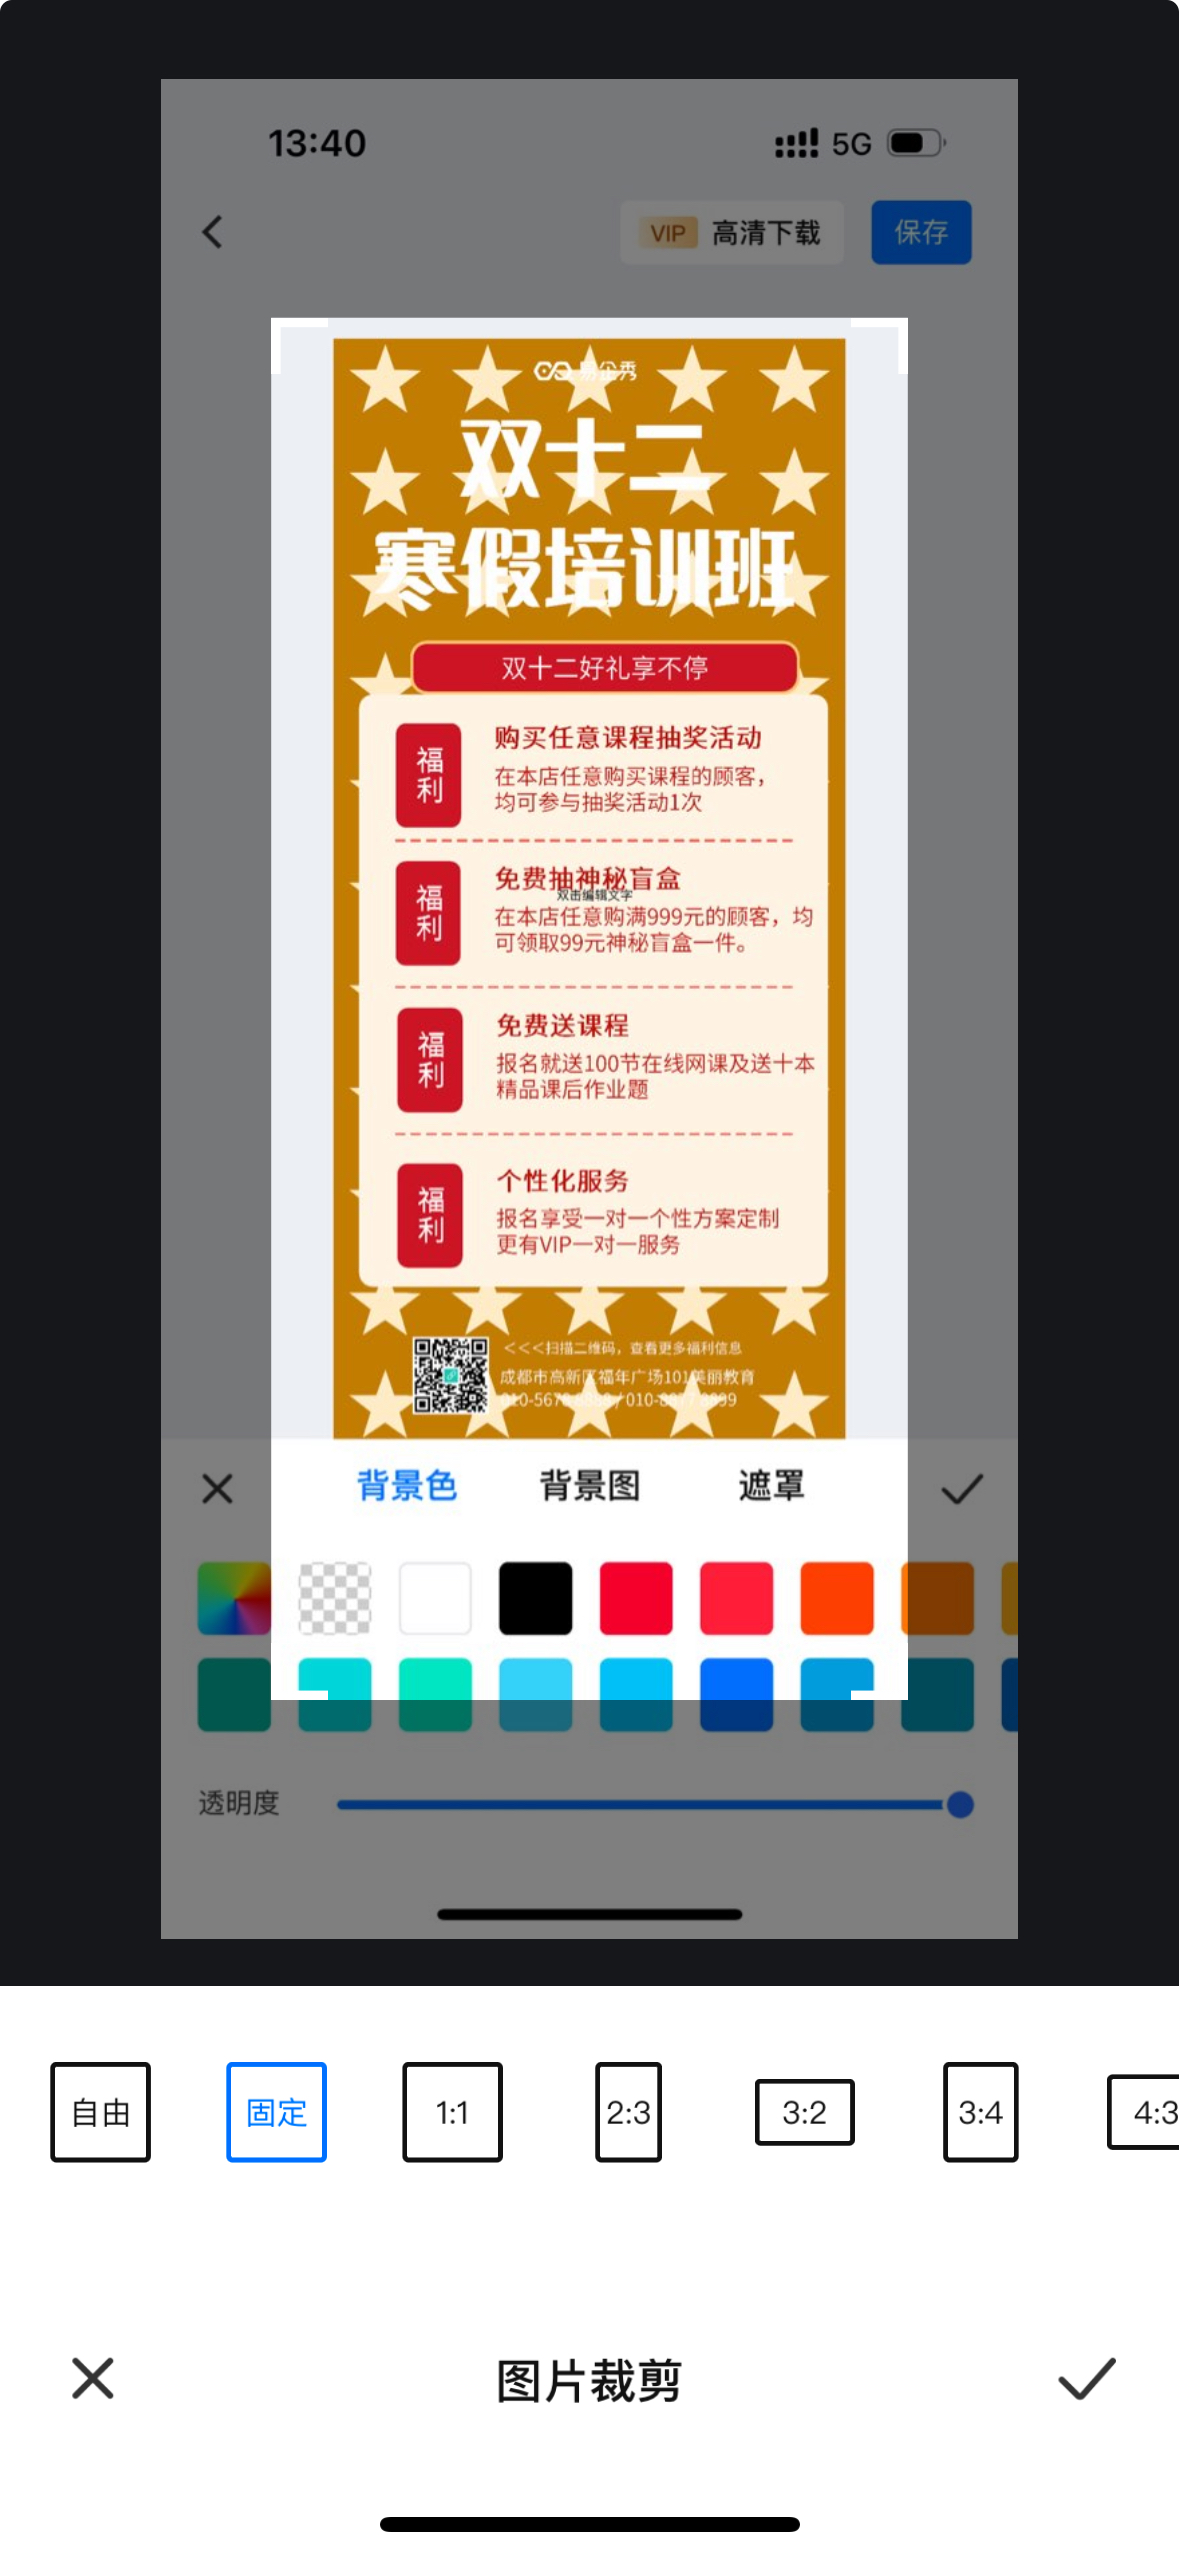 13:40
5G
VIP 高清下载
保存
易企秀
双十二
寒假培训班
双十二好礼享不停
福利
购买任意课程抽奖活动
在本店任意购买课程的顾客，
均可参与抽奖活动1次
福利
免费抽神秘盲盒
双击编辑文字
在本店任意购满999元的顾客，均
可领取99元神秘盲盒一件。
福利
免费送课程
报名就送100节在线网课及送十本
精品课后作业题
福利
个性化服务
报名享受一对一个性方案定制
更有VIP一对一服务
<<<扫描二维码，查看更多福利信息
成都市高新区福年广场101美丽教育
010-5678-8888 / 010-8877-8899
背景色
背景图
遮罩
透明度
自由
固定
1:1
2:3
3:2
3:4
4:3
图片裁剪